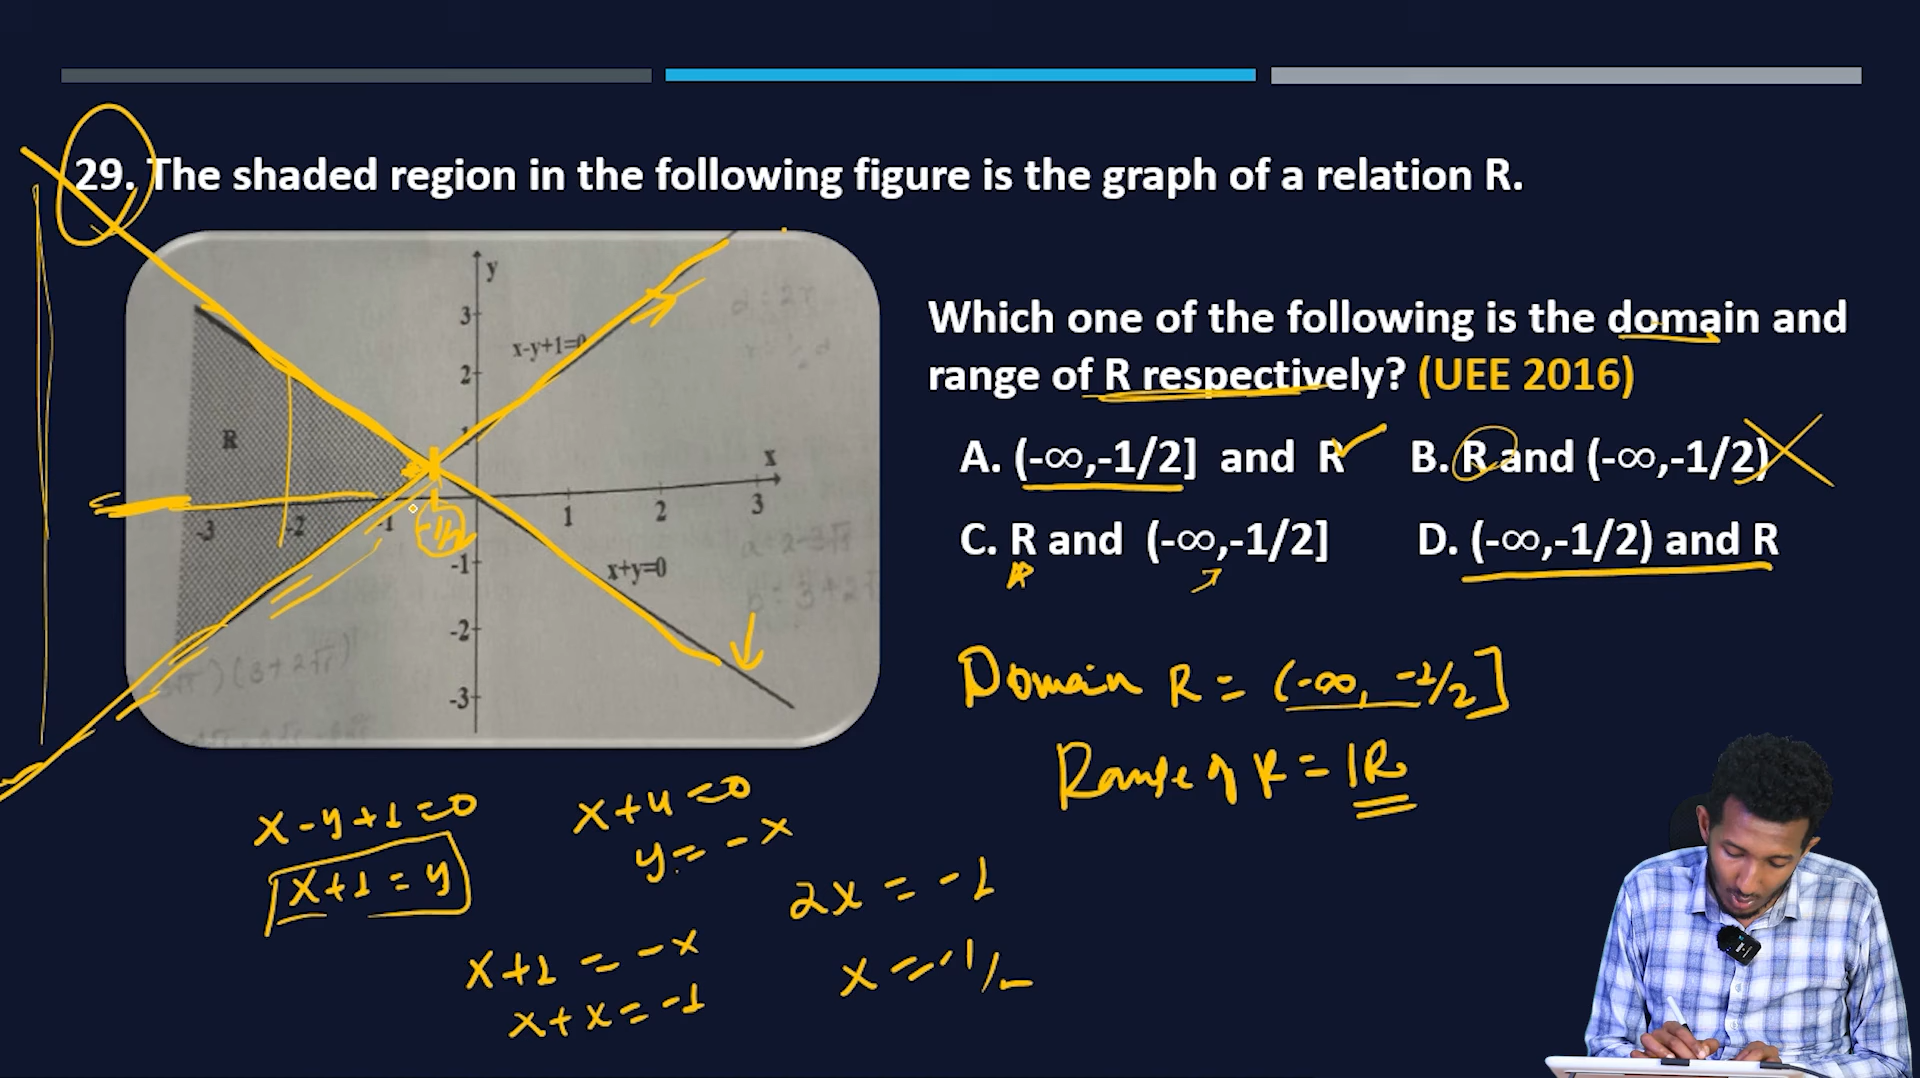 29. The shaded region in the following figure is the graph of a relation R.
Which one of the following is the domain and
range of R respectively? (UEE 2016)
A. (-∞,-1/2] and R
B. R and (-∞,-1/2)
C. R and (-∞,-1/2]
D. (-∞,-1/2) and R
y
x
3
2
1
-1
-2
-3
-3
-2
-1
1
2
3
x-y+1=0
x+y=0
R
-1/2
Domain R = (-∞, -1/2]
Range of R = ℝ
x-y+1=0
x+1=y
x+y=0
y=-x
x+1=-x
x+x=-1
2x=-1
x=-1/2